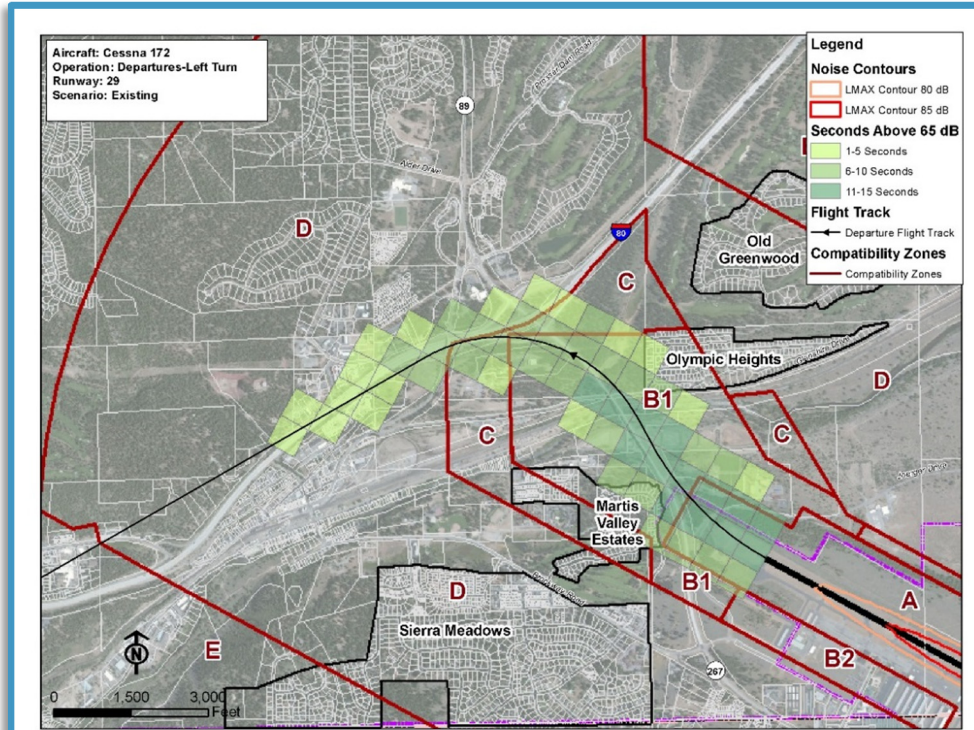 Aircraft: Cessna 172
Operation: Departures-Left Turn
Runway: 29
Scenario: Existing
Legend
Noise Contours
LMAX Contour 80 dB
LMAX Contour 85 dB
Seconds Above 65 dB
1-5 Seconds
6-10 Seconds
11-15 Seconds
Flight Track
Departure Flight Track
Compatibility Zones
Compatibility Zones
89
Alder Drive
D
80
Old
Greenwood
C
Olympic Heights
D
B1
C
C
Martis
Valley
Estates
B1
A
D
Sierra Meadows
B2
E
N
267
0 1,500 3,000
Feet